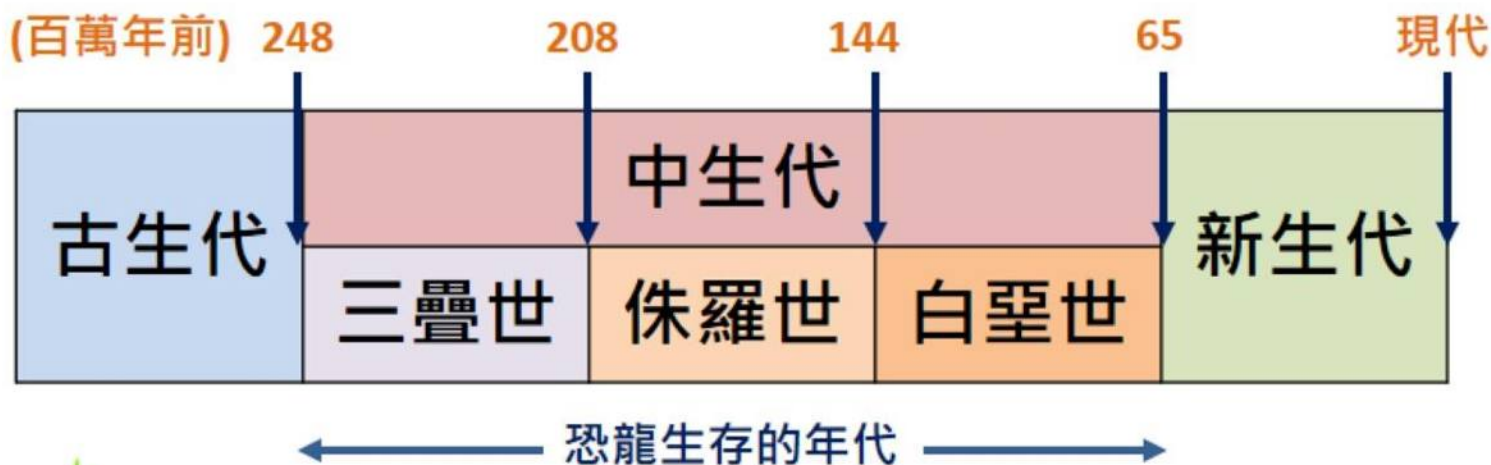 (百萬年前) 248 208 144 65 現代
中生代
古生代 新生代
三疊世 侏羅世 白堊世
恐龍生存的年代